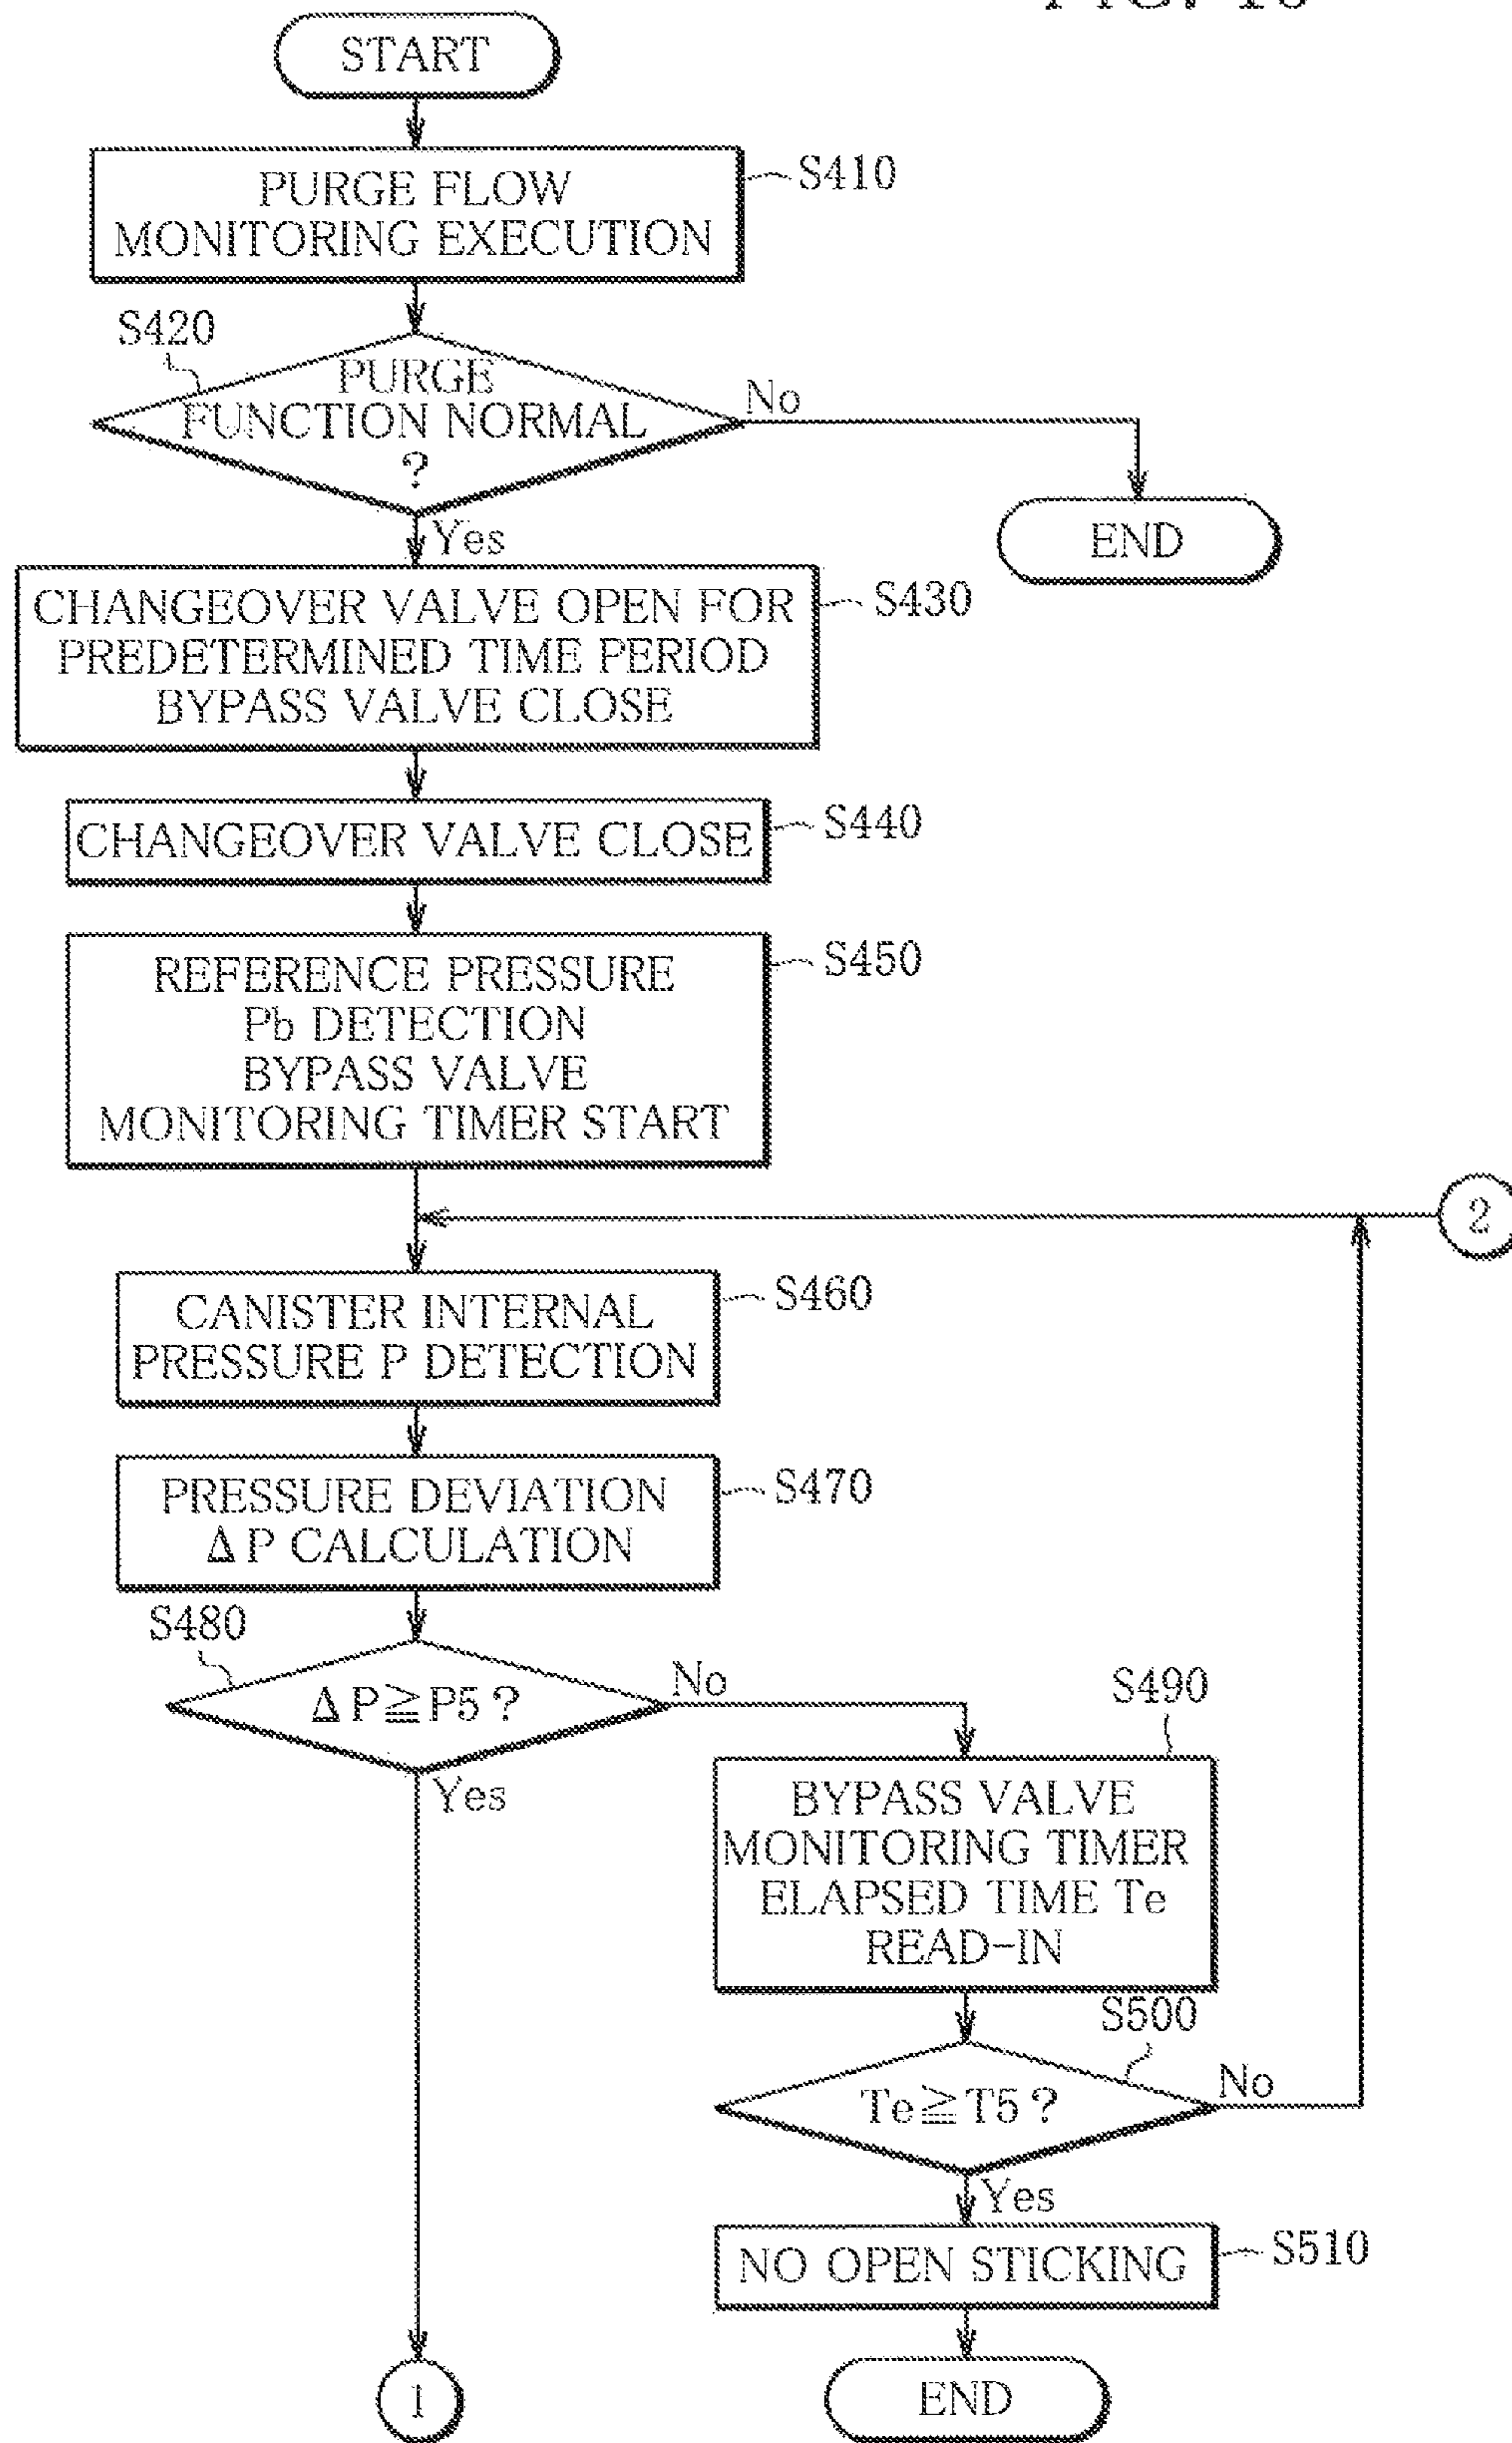 START
PURGE FLOW
MONITORING EXECUTION
S410
S420
PURGE
FUNCTION NORMAL
?
No
Yes
END
CHANGEOVER VALVE OPEN FOR
PREDETERMINED TIME PERIOD
BYPASS VALVE CLOSE
S430
CHANGEOVER VALVE CLOSE
S440
REFERENCE PRESSURE
Pb DETECTION
BYPASS VALVE
MONITORING TIMER START
S450
2
CANISTER INTERNAL
PRESSURE P DETECTION
S460
PRESSURE DEVIATION
ΔP CALCULATION
S470
S480
ΔP≧P5?
No
Yes
S490
BYPASS VALVE
MONITORING TIMER
ELAPSED TIME Te
READ-IN
S500
Te≧T5?
No
Yes
NO OPEN STICKING
S510
1
END